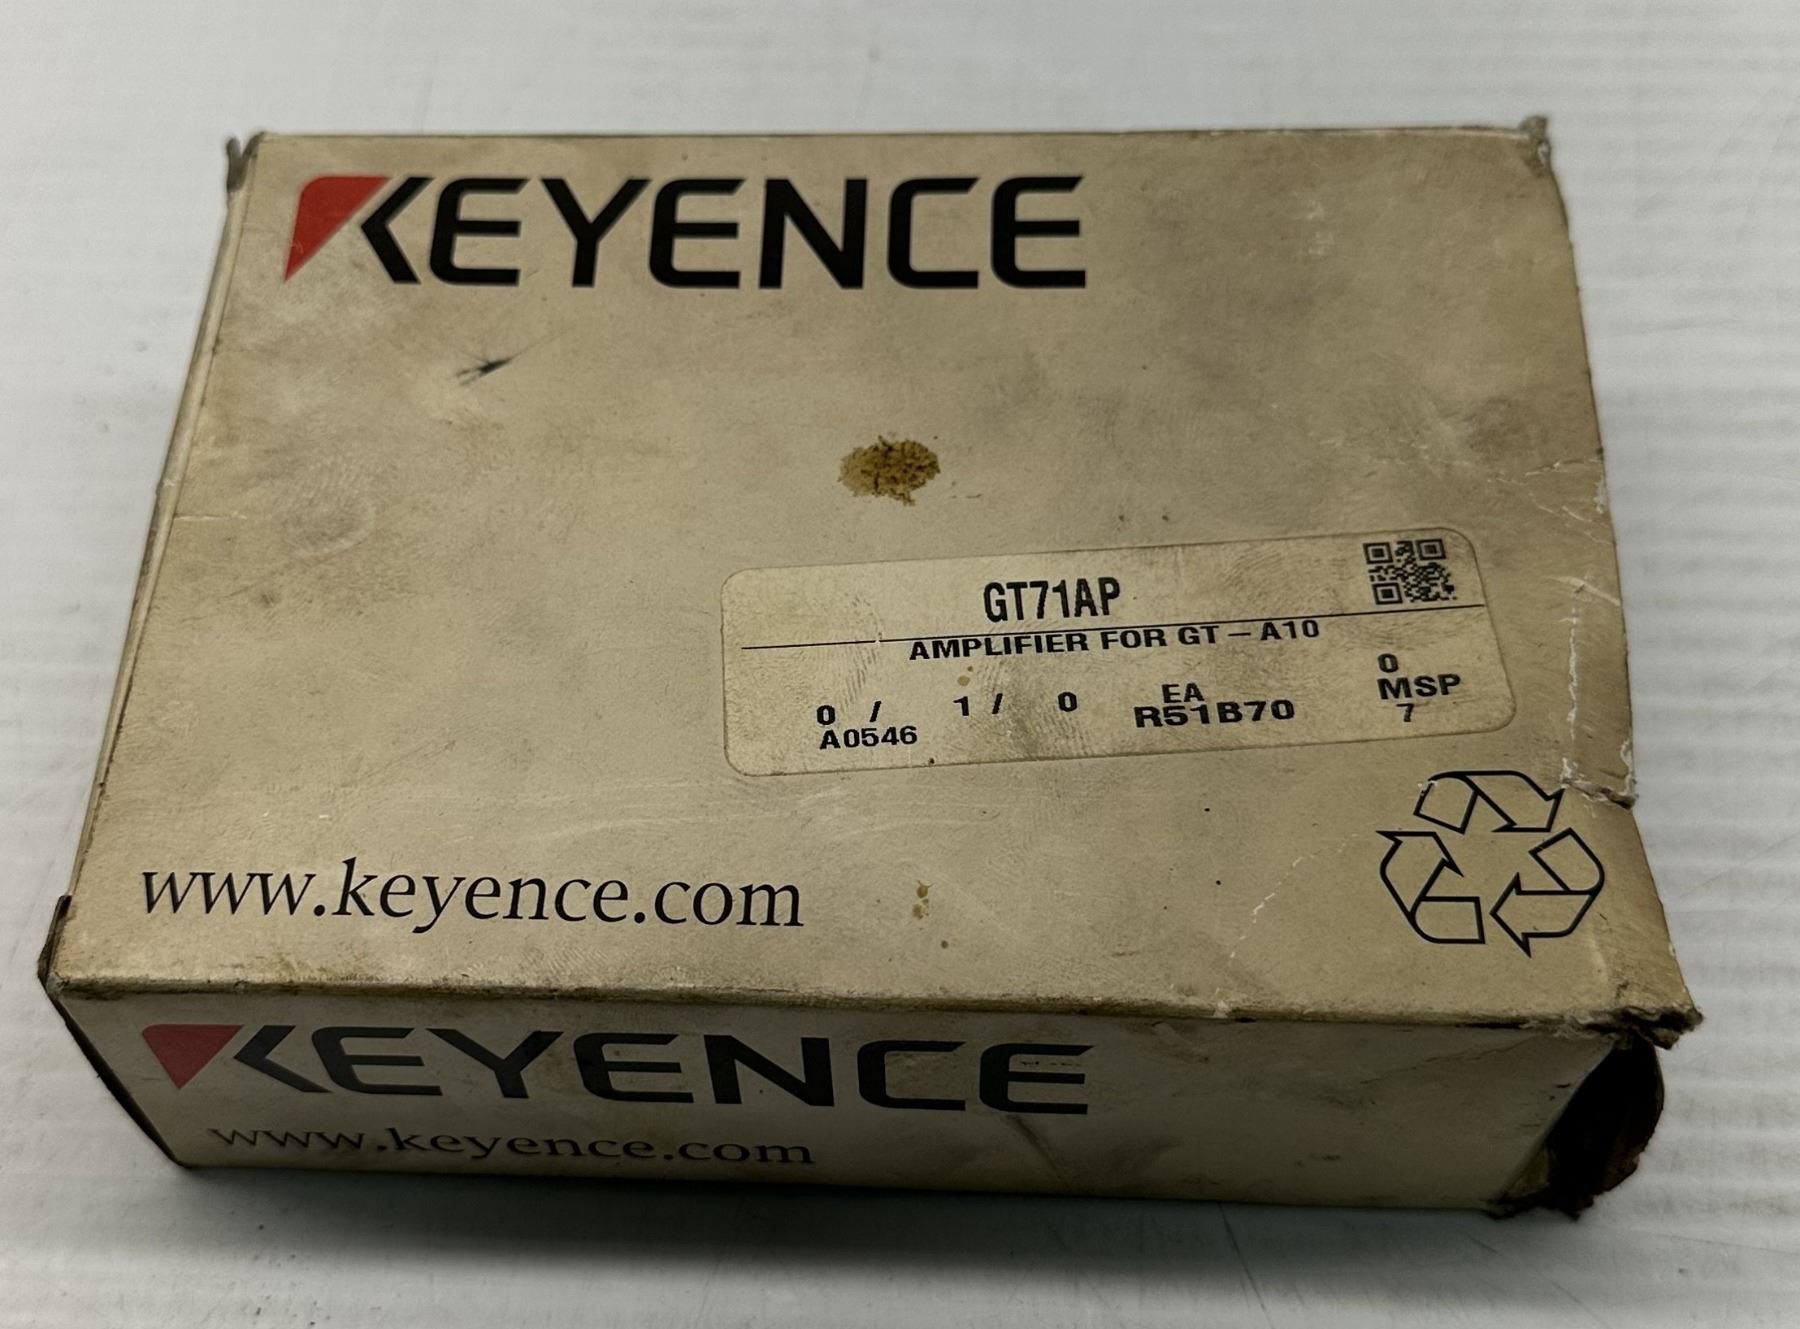 KEYENCE
GT71AP
AMPLIFIER FOR GT-A10
0 / 1 / 0 EA 0
A0546 R51B70 MSP
7
www.keyence.com
KEYENCE
www.keyence.com